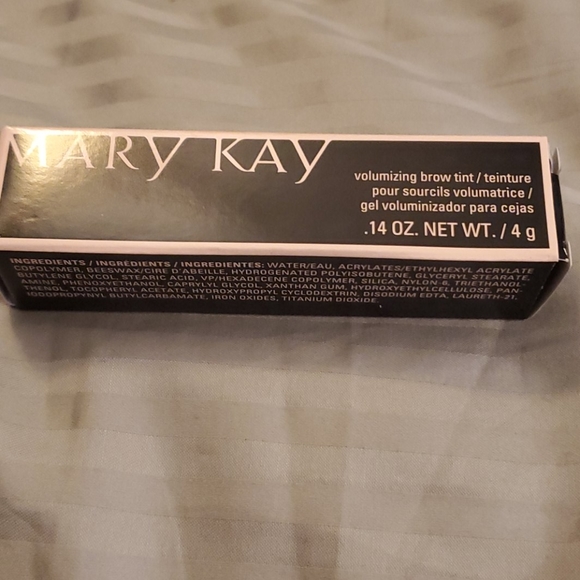 MARY KAY
volumizing brow tint / teinture
pour sourcils volumatrice /
gel voluminizador para cejas
.14 OZ. NET WT. / 4 g
INGREDIENTS / INGRÉDIENTS / INGREDIENTES: WATER/EAU, ACRYLATES/ETHYLHEXYL ACRYLATE
COPOLYMER, BEESWAX/CIRE D'ABEILLE, HYDROGENATED POLYISOBUTENE, GLYCERYL STEARATE,
BUTYLENE GLYCOL, STEARIC ACID, VP/HEXADECENE COPOLYMER, SILICA, NYLON-6, TRIETHANOL-
AMINE, PHENOXYETHANOL, CAPRYLYL GLYCOL, XANTHAN GUM, HYDROXYETHYLCELLULOSE, PAN-
THENOL, TOCOPHERYL ACETATE, HYDROXYPROPYL CYCLODEXTRIN, DISODIUM EDTA, LAURETH-21,
IODOPROPYNYL BUTYLCARBAMATE, IRON OXIDES, TITANIUM DIOXIDE.